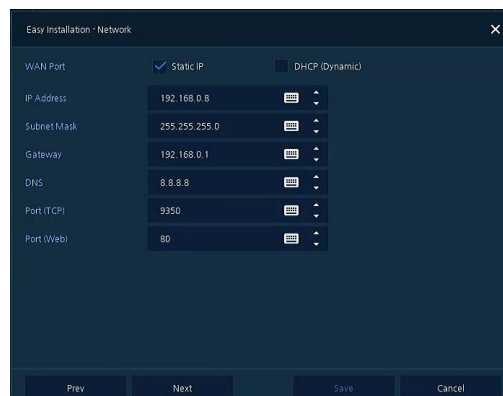 Easy Installation - Network
WAN Port Static IP DHCP (Dynamic)
IP Address 192.168.0.8
Subnet Mask 255.255.255.0
Gateway 192.168.0.1
DNS 8.8.8.8
Port (TCP) 9350
Port (Web) 80
Prev Next Save Cancel